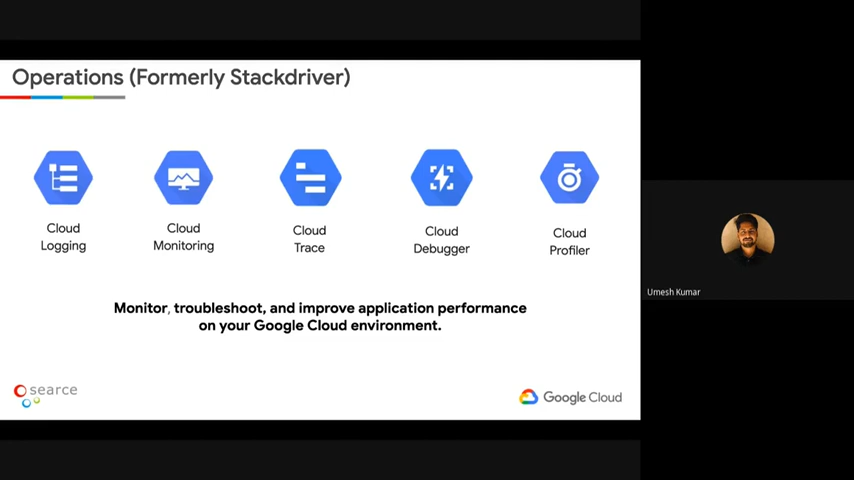 Operations (Formerly Stackdriver)
Cloud
Logging
Cloud
Monitoring
Cloud
Trace
Cloud
Debugger
Cloud
Profiler
Monitor, troubleshoot, and improve application performance
on your Google Cloud environment.
searce
Google Cloud
Umesh Kumar